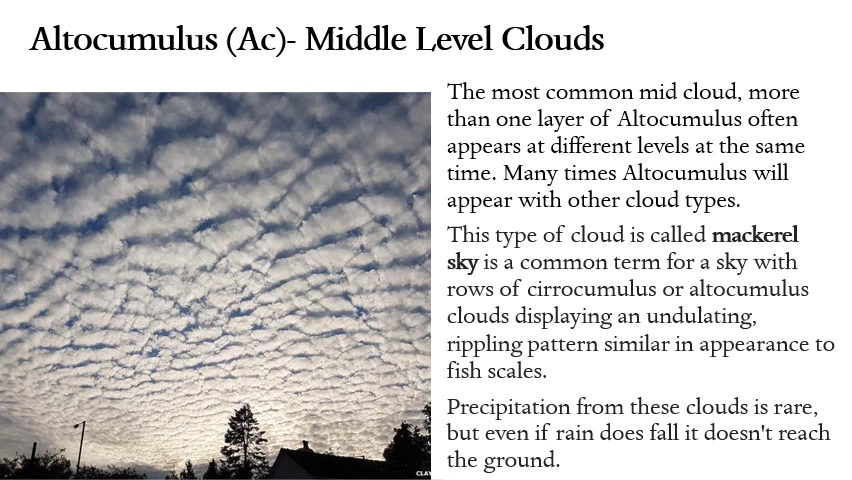 Altocumulus (Ac)- Middle Level Clouds
The most common mid cloud, more
than one layer of Altocumulus often
appears at different levels at the same
time. Many times Altocumulus will
appear with other cloud types.
This type of cloud is called mackerel
sky is a common term for a sky with
rows of cirrocumulus or altocumulus
clouds displaying an undulating,
rippling pattern similar in appearance to
fish scales.
Precipitation from these clouds is rare,
but even if rain does fall it doesn't reach
the ground.